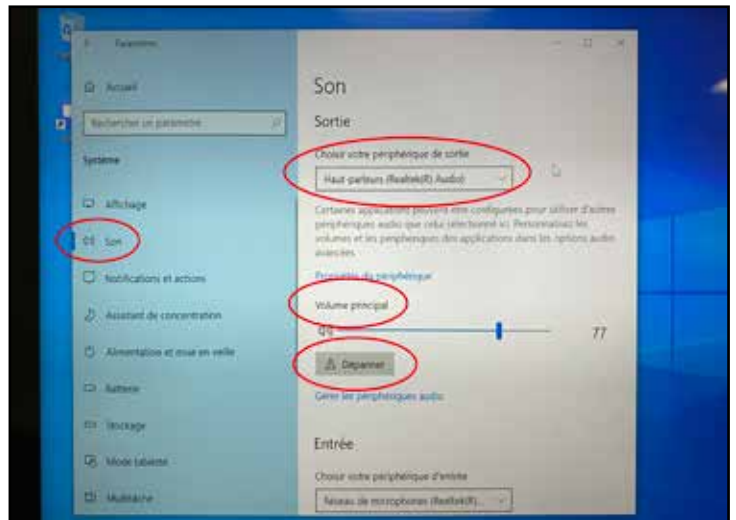 Paramètres
Accueil
Rechercher un paramètre
Système
Affichage
Son
Notifications et actions
Assistant de concentration
Alimentation et mise en veille
Batterie
Stockage
Mode tablette
Multitâche
Son
Sortie
Choisir votre périphérique de sortie
Haut-parleurs (Realtek(R) Audio)
Certaines applications peuvent être configurées pour utiliser d'autres
périphériques audio que celui sélectionné ici. Personnalisez les
volumes et les périphériques des applications dans les options audio
avancées.
Propriétés du périphérique
Volume principal
77
Dépanner
Gérer les périphériques audio
Entrée
Choisir votre périphérique d'entrée
Réseau de microphones (Realtek(R)...